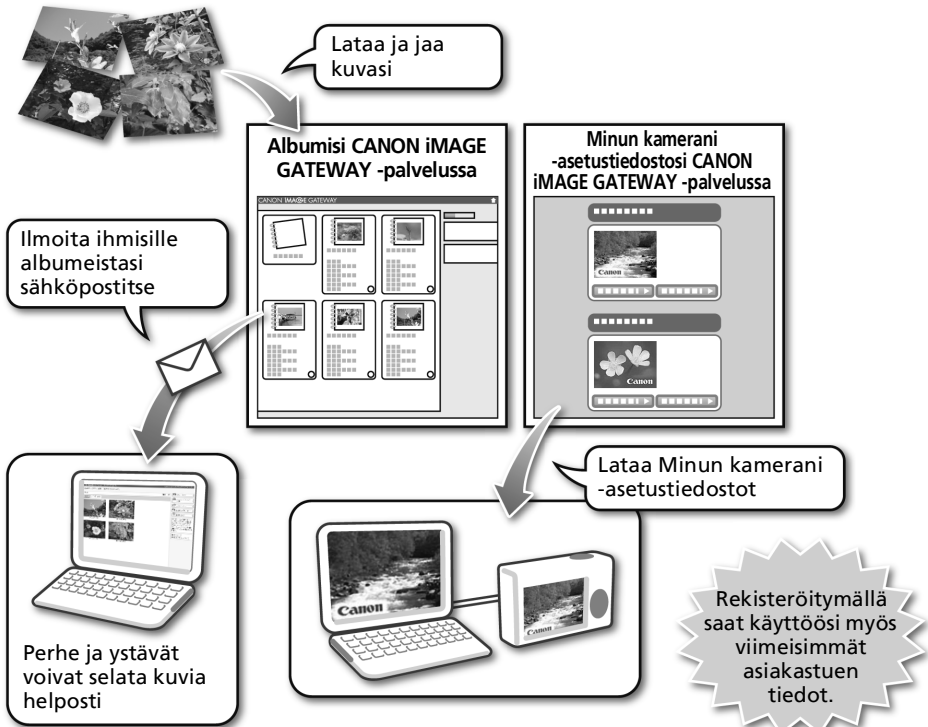 Lataa ja jaa
kuvasi
Albumisi CANON iMAGE
GATEWAY -palvelussa
CANON IMAGE GATEWAY
Minun kamerani
-asetustiedostosi CANON
iMAGE GATEWAY -palvelussa
Canon
Canon
Ilmoita ihmisille
albumeistasi
sähköpostitse
Lataa Minun kamerani
-asetustiedostot
Canon
Canon
Perhe ja ystävät
voivat selata kuvia
helposti
Rekisteröitymällä
saat käyttöösi myös
viimeisimmät
asiakastuen
tiedot.